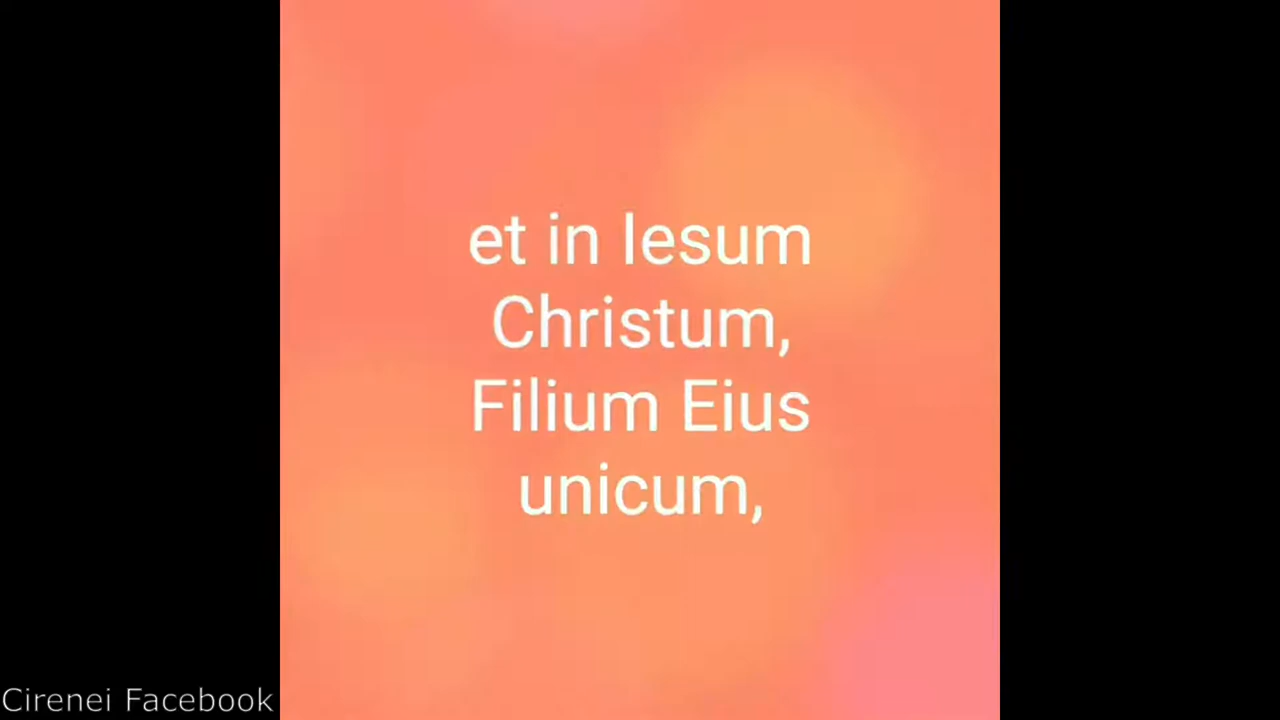 et in Iesum
Christum,
Filium Eius
unicum,
Cirenei Facebook